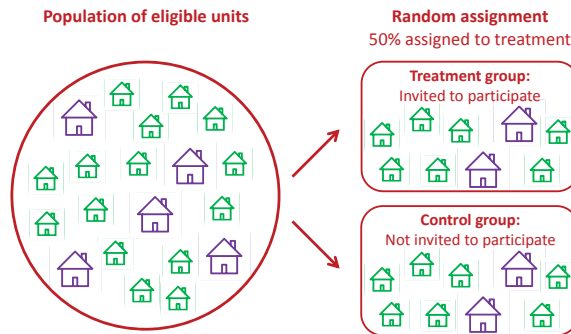 Population of eligible units
Random assignment
50% assigned to treatment
Treatment group:
Invited to participate
Control group:
Not invited to participate